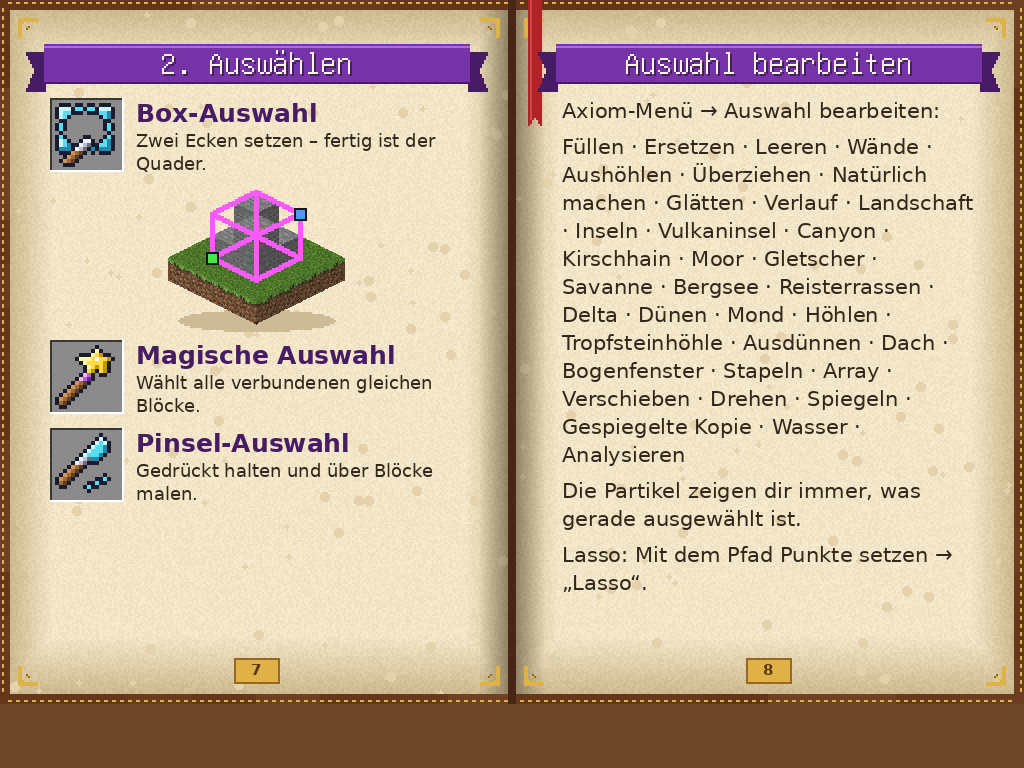 2. Auswählen
Box-Auswahl
Zwei Ecken setzen – fertig ist der
Quader.
Magische Auswahl
Wählt alle verbundenen gleichen
Blöcke.
Pinsel-Auswahl
Gedrückt halten und über Blöcke
malen.
7
Auswahl bearbeiten
Axiom-Menü → Auswahl bearbeiten:
Füllen · Ersetzen · Leeren · Wände ·
Aushöhlen · Überziehen · Natürlich
machen · Glätten · Verlauf · Landschaft
· Inseln · Vulkaninsel · Canyon ·
Kirschhain · Moor · Gletscher ·
Savanne · Bergsee · Reisterrassen ·
Delta · Dünen · Mond · Höhlen ·
Tropfsteinhöhle · Ausdünnen · Dach ·
Bogenfenster · Stapeln · Array ·
Verschieben · Drehen · Spiegeln ·
Gespiegelte Kopie · Wasser ·
Analysieren
Die Partikel zeigen dir immer, was
gerade ausgewählt ist.
Lasso: Mit dem Pfad Punkte setzen →
„Lasso“.
8